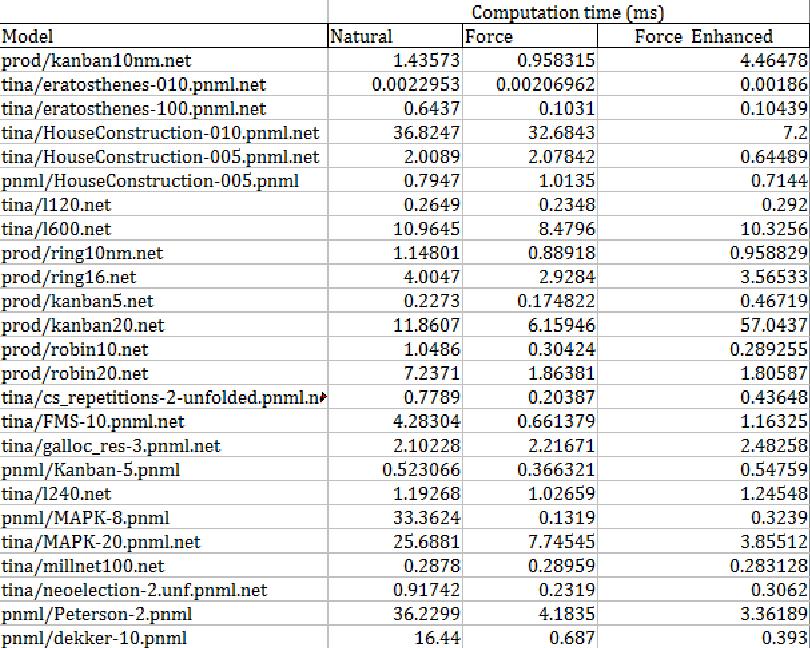 Computation time (ms)
Model Natural Force Force Enhanced
prod/kanban10nm.net 1.43573 0.958315 4.46478
tina/eratosthenes-010.pnml.net 0.0022953 0.00206962 0.00186
tina/eratosthenes-100.pnml.net 0.6437 0.1031 0.10439
tina/HouseConstruction-010.pnml.net 36.8247 32.6843 7.2
tina/HouseConstruction-005.pnml.net 2.0089 2.07842 0.64489
pnml/HouseConstruction-005.pnml 0.7947 1.0135 0.7144
tina/l120.net 0.2649 0.2348 0.292
tina/l600.net 10.9645 8.4796 10.3256
prod/ring10nm.net 1.14801 0.88918 0.958829
prod/ring16.net 4.0047 2.9284 3.56533
prod/kanban5.net 0.2273 0.174822 0.46719
prod/kanban20.net 11.8607 6.15946 57.0437
prod/robin10.net 1.0486 0.30424 0.289255
prod/robin20.net 7.2371 1.86381 1.80587
tina/cs_repetitions-2-unfolded.pnml.n 0.7789 0.20387 0.43648
tina/FMS-10.pnml.net 4.28304 0.661379 1.16325
tina/galloc_res-3.pnml.net 2.10228 2.21671 2.48258
pnml/Kanban-5.pnml 0.523066 0.366321 0.54759
tina/l240.net 1.19268 1.02659 1.24548
pnml/MAPK-8.pnml 33.3624 0.1319 0.3239
tina/MAPK-20.pnml.net 25.6881 7.74545 3.85512
tina/millnet100.net 0.2878 0.28959 0.283128
tina/neoelection-2.unf.pnml.net 0.91742 0.2319 0.3062
pnml/Peterson-2.pnml 36.2299 4.1835 3.36189
pnml/dekker-10.pnml 16.44 0.687 0.393